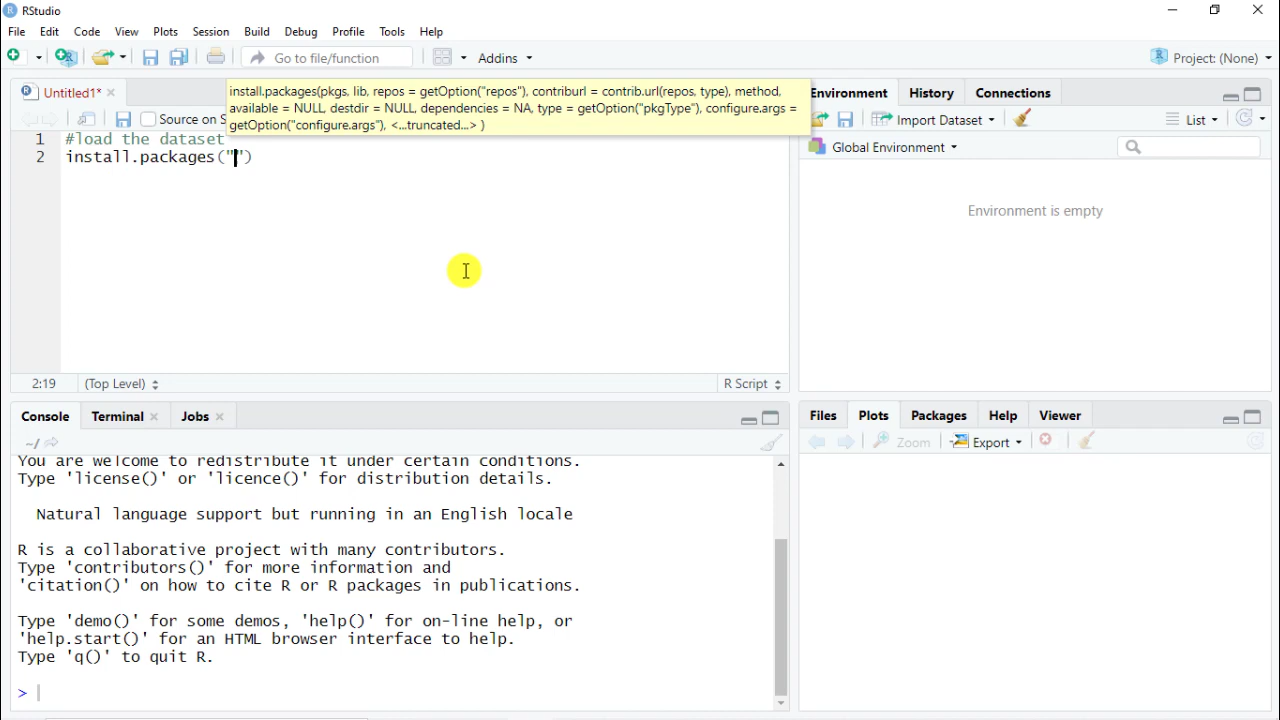 RStudio
File Edit Code View Plots Session Build Debug Profile Tools Help
Go to file/function Addins Project: (None)
Untitled1*
install.packages(pkgs, lib, repos = getOption("repos"), contriburl = contrib.url(repos, type), method,
available = NULL, destdir = NULL, dependencies = NA, type = getOption("pkgType"), configure.args =
getOption("configure.args"), <...truncated...> )
Source on S
1 #load the dataset
2 install.packages("")
2:19 (Top Level) R Script
Environment History Connections
Import Dataset List
Global Environment
Environment is empty
Console Terminal Jobs
~/
You are welcome to redistribute it under certain conditions.
Type 'license()' or 'licence()' for distribution details.
Natural language support but running in an English locale
R is a collaborative project with many contributors.
Type 'contributors()' for more information and
'citation()' on how to cite R or R packages in publications.
Type 'demo()' for some demos, 'help()' for on-line help, or
'help.start()' for an HTML browser interface to help.
Type 'q()' to quit R.
>
Files Plots Packages Help Viewer
Zoom Export